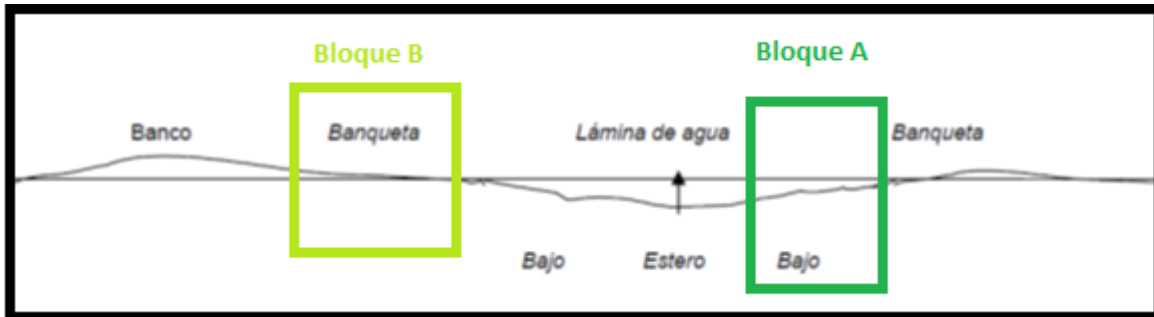 Bloque B
Bloque A
Banco
Banqueta
Lámina de agua
Banqueta
Bajo
Estero
Bajo